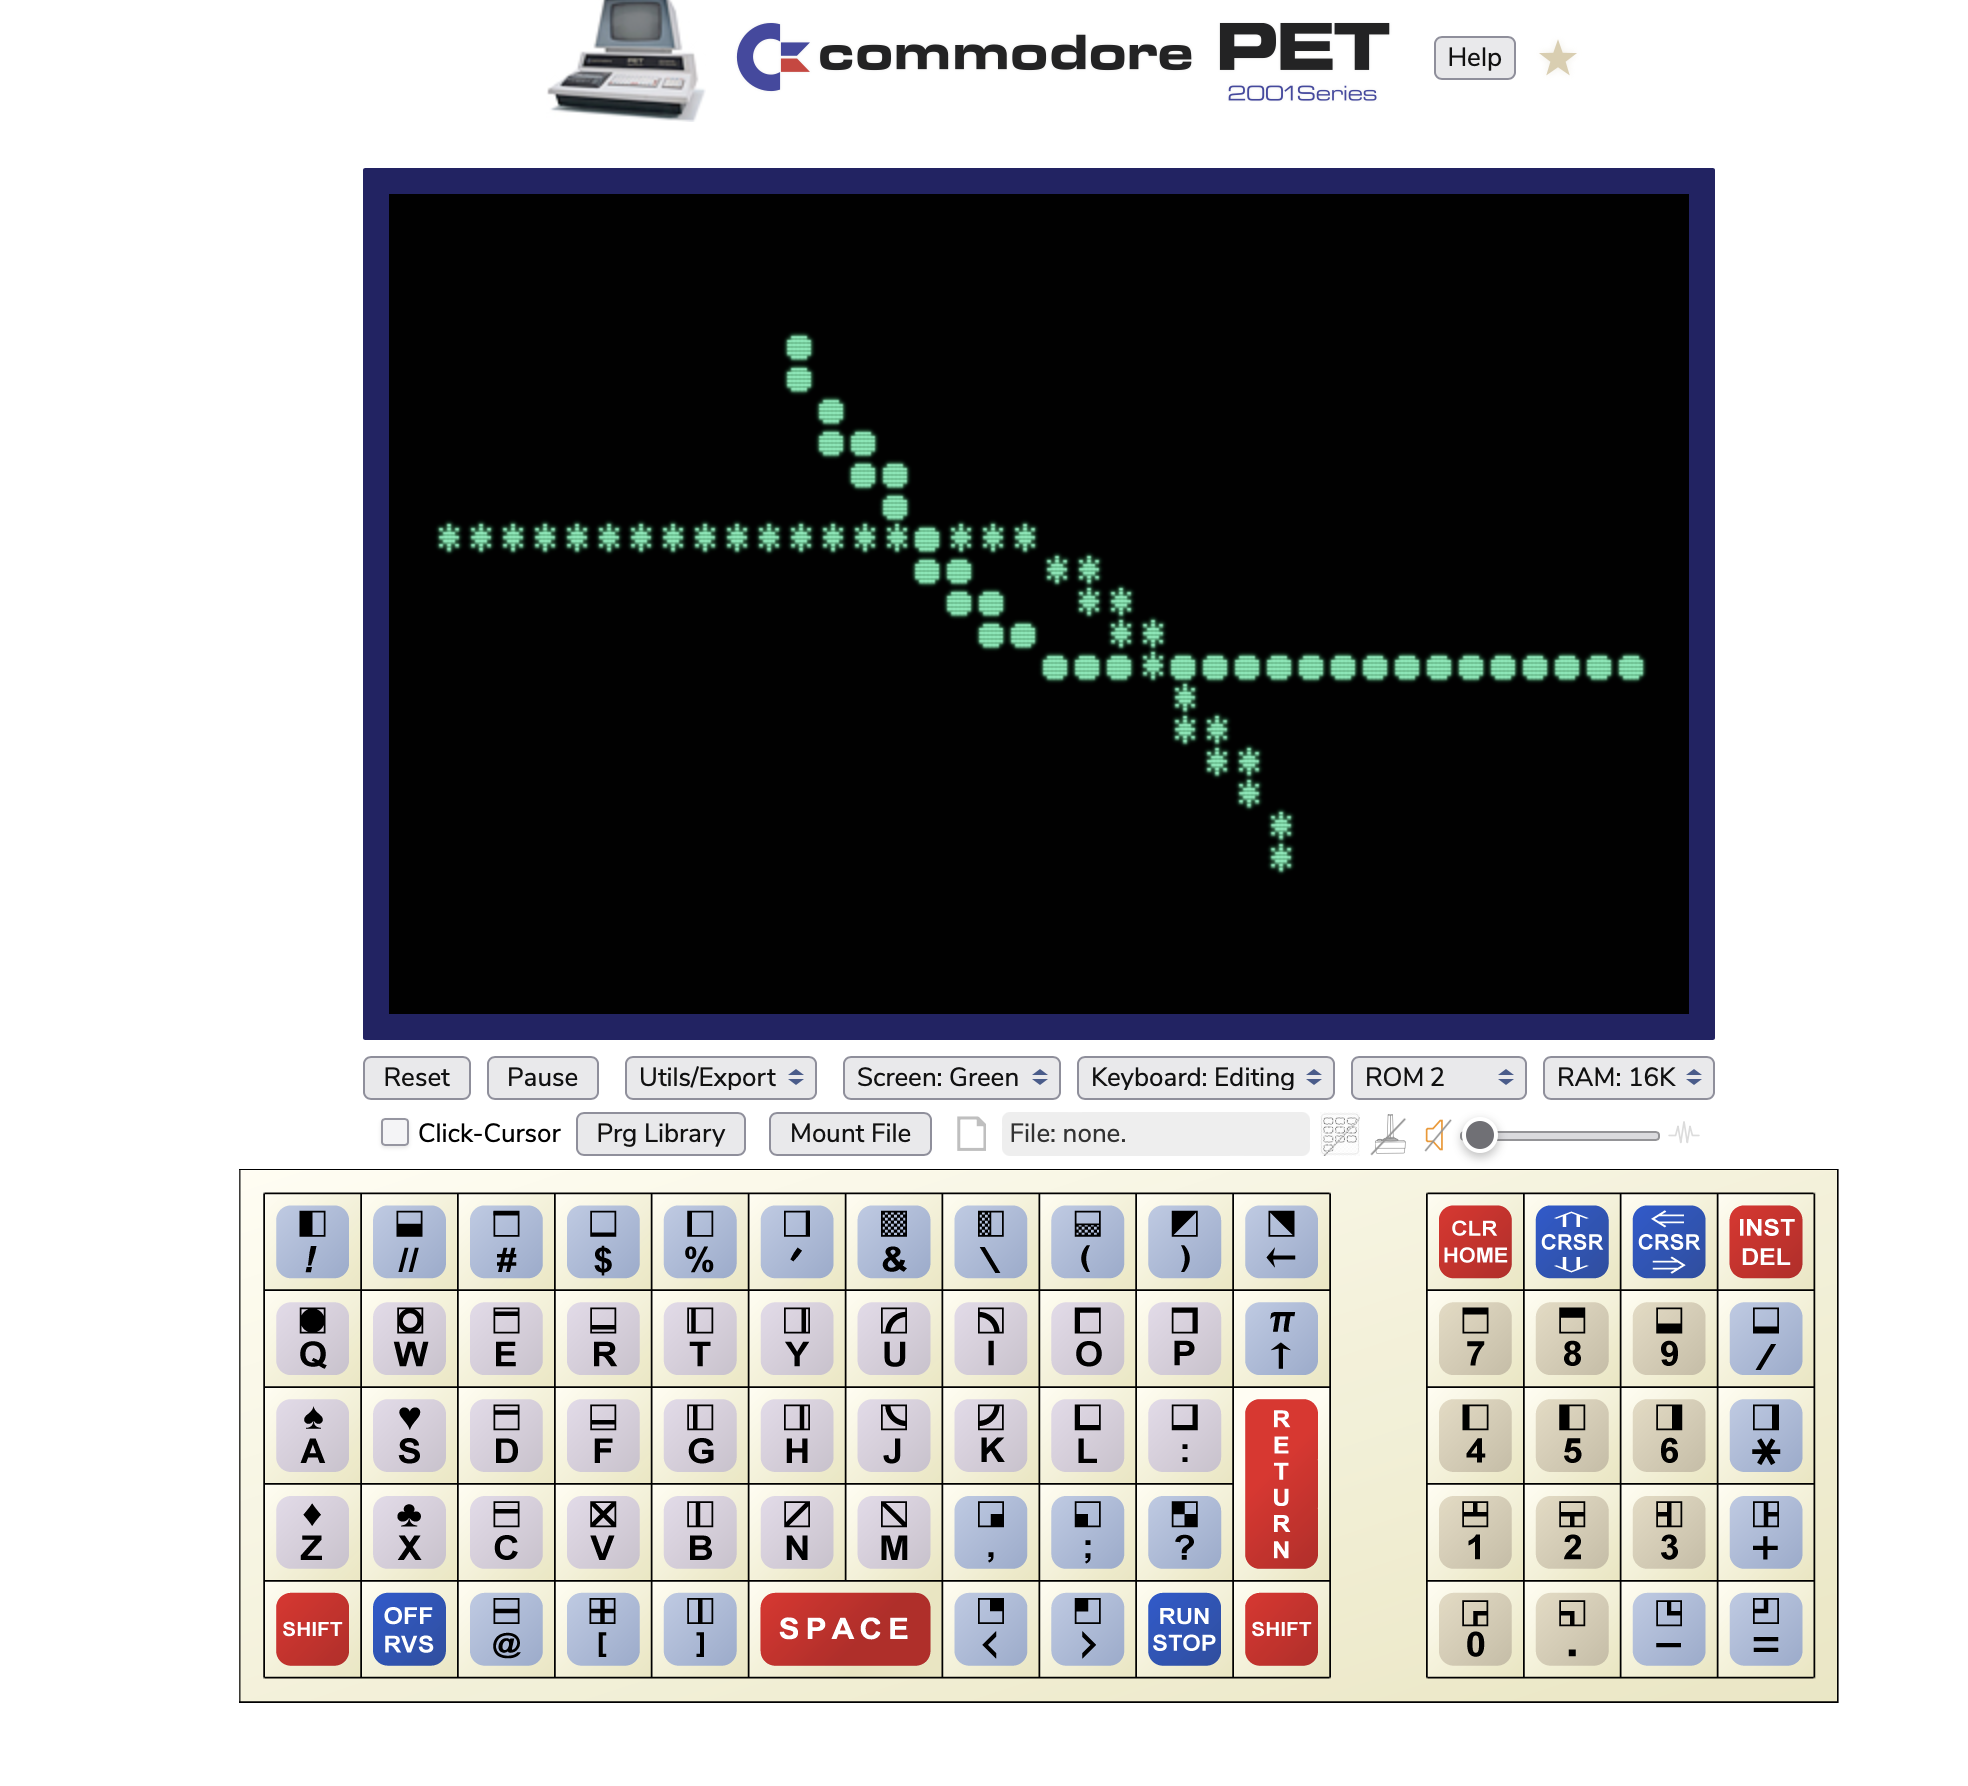 commodore PET
2001Series
Help
Reset Pause Utils/Export Screen: Green Keyboard: Editing ROM 2 RAM: 16K
Click-Cursor Prg Library Mount File File: none.
! // # $ % ′ & \ ( ) ← CLR HOME CRSR CRSR INST DEL
Q W E R T Y U I O P π ↑ 7 8 9 /
A S D F G H J K L : RETURN 4 5 6 *
Z X C V B N M , ; ? 1 2 3 +
SHIFT OFF RVS @ [ ] SPACE < > RUN STOP SHIFT 0 . − =